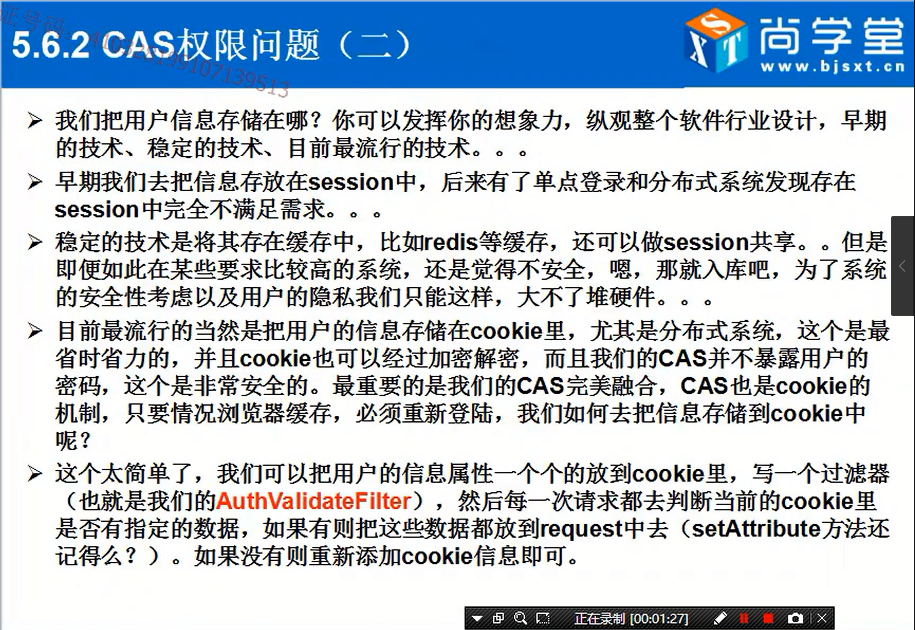 5.6.2 CAS权限问题（二）
尚学堂
www.bjsxt.cn
SXT
➢ 我们把用户信息存储在哪？你可以发挥你的想象力，纵观整个软件行业设计，早期
的技术、稳定的技术、目前最流行的技术。。。
➢ 早期我们去把信息存放在session中，后来有了单点登录和分布式系统发现存在
session中完全不满足需求。。。
➢ 稳定的技术是将其存在缓存中，比如redis等缓存，还可以做session共享。。但是
即便如此在某些要求比较高的系统，还是觉得不安全，嗯，那就入库吧，为了系统
的安全性考虑以及用户的隐私我们只能这样，大不了堆硬件。。。
➢ 目前最流行的当然是把用户的信息存储在cookie里，尤其是分布式系统，这个是最
省时省力的，并且cookie也可以经过加密解密，而且我们的CAS并不暴露用户的
密码，这个是非常安全的。最重要的是我们的CAS完美融合，CAS也是cookie的
机制，只要情况浏览器缓存，必须重新登陆，我们如何去把信息存储到cookie中
呢？
➢ 这个太简单了，我们可以把用户的信息属性一个个的放到cookie里，写一个过滤器
（也就是我们的AuthValidateFilter），然后每一次请求都去判断当前的cookie里
是否有指定的数据，如果有则把这些数据都放到request中去（setAttribute方法还
记得么？）。如果没有则重新添加cookie信息即可。
正在录制 [00:01:27]